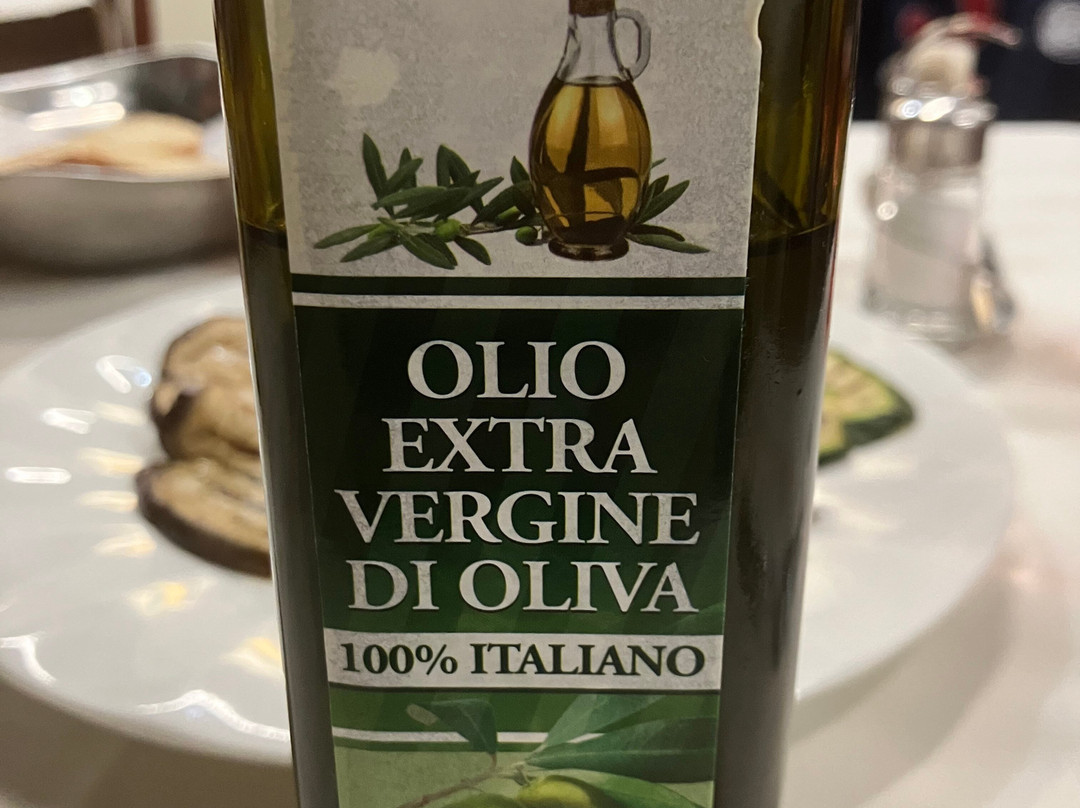 OLIO
EXTRA
VERGINE
DI OLIVA
100% ITALIANO